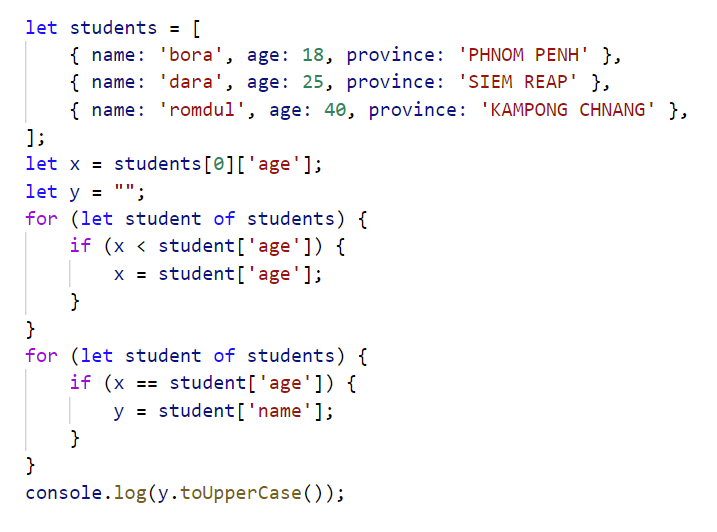 let students = [
    { name: 'bora', age: 18, province: 'PHNOM PENH' },
    { name: 'dara', age: 25, province: 'SIEM REAP' },
    { name: 'romdul', age: 40, province: 'KAMPONG CHNANG' },
];
let x = students[0]['age'];
let y = "";
for (let student of students) {
    if (x < student['age']) {
        x = student['age'];
    }
}
for (let student of students) {
    if (x == student['age']) {
        y = student['name'];
    }
}
console.log(y.toUpperCase());